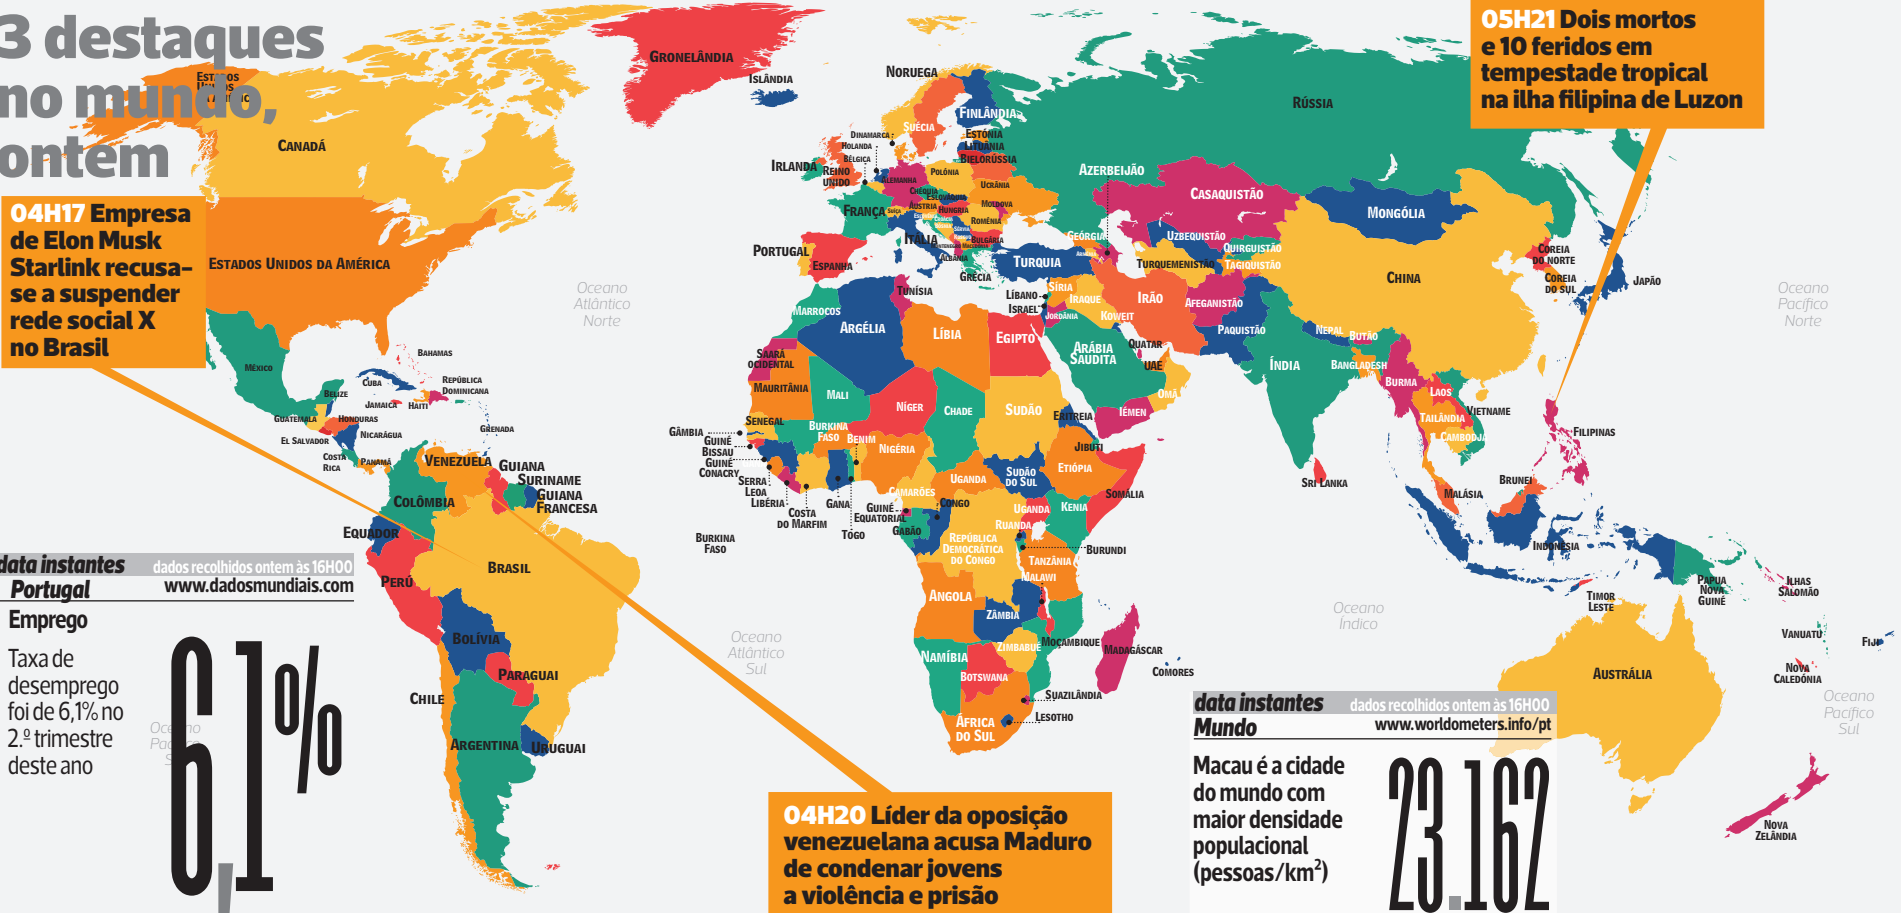 3 destaques
no mundo,
ontem
04H17 Empresa
de Elon Musk
Starlink recusa-
se a suspender
rede social X
no Brasil
05H21 Dois mortos
e 10 feridos em
tempestade tropical
na ilha filipina de Luzon
04H20 Líder da oposição
venezuelana acusa Maduro
de condenar jovens
a violência e prisão
data instantes dados recolhidos ontem às 16H00
Portugal www.dadosmundiais.com
Emprego
Taxa de
desemprego
foi de 6,1% no
2.º trimestre
deste ano
6,1%
data instantes dados recolhidos ontem às 16H00
Mundo www.worldometers.info/pt
Macau é a cidade
do mundo com
maior densidade
populacional
(pessoas/km²)
23.162
Gronelândia
Islândia
Canadá
Estados Unidos da América
México
Belize
Guatemala
Honduras
El Salvador
Nicarágua
Costa
Rica
Panamá
Cuba
Bahamas
Jamaica
Haiti
República
Dominicana
Grenada
Venezuela
Guiana
Suriname
Guiana
Francesa
Colômbia
Equador
Perú
Brasil
Bolívia
Paraguai
Chile
Argentina
Uruguai
Oceano
Atlântico
Norte
Oceano
Atlântico
Sul
Oceano
Índico
Oceano
Pacífico
Norte
Oceano
Pacífico
Sul
Noruega
Suécia
Finlândia
Dinamarca
Holanda
Bélgica
Irlanda
Reino
Unido
Estónia
Lituânia
Bielorússia
Polónia
Alemanha
Chéquia
Eslováquia
Ucrânia
Moldova
França
Suíça
Áustria
Hungria
Roménia
Itália
Sérvia
Bulgária
Albânia
Grécia
Portugal
Espanha
Rússia
Azerbeijão
Geórgia
Turquia
Casaquistão
Uzbequistão
Quirguistão
Turquemenistão
Tagiquistão
Mongólia
China
Coreia
do Norte
Coreia
do Sul
Japão
Líbano
Israel
Síria
Iraque
Jordânia
Koweit
Irão
Afeganistão
Paquistão
Nepal
Butão
Bangladesh
Índia
Sri Lanka
Arábia
Saudita
Quatar
UAE
Omã
Iémen
Burma
Laos
Tailândia
Vietname
Cambodja
Filipinas
Brunei
Malásia
Indonésia
Timor
Leste
Papua
Nova
Guiné
Ilhas
Salomão
Vanuatu
Fiji
Nova
Caledónia
Austrália
Nova
Zelândia
Marrocos
Argélia
Tunísia
Líbia
Egipto
Saará
Ocidental
Mauritânia
Mali
Níger
Chade
Sudão
Eritreia
Jibuti
Senegal
Gâmbia
Guiné
Bissau
Guiné
Conacry
Serra
Leoa
Libéria
Costa
do Marfim
Burkina
Faso
Gana
Togo
Benim
Nigéria
Camarões
Guiné
Equatorial
Gabão
Congo
Uganda
Sudão
do Sul
Etiópia
Somália
Uganda
Kenia
Ruanda
Burundi
República
Democrática
do Congo
Tanzânia
Malawi
Burkina
Faso
Angola
Zâmbia
Moçambique
Zimbabué
Madagáscar
Comores
Namíbia
Botswana
Suazilândia
Lesotho
África
do Sul